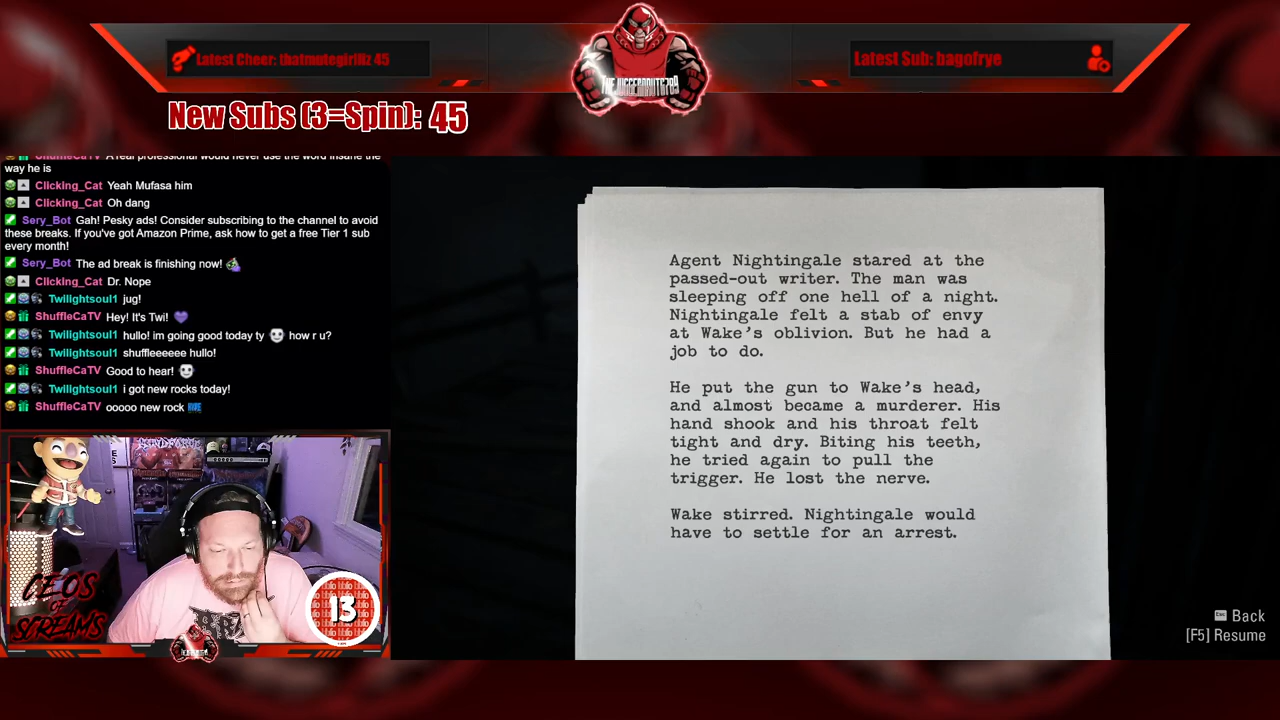 Latest Cheer: thatmutegirlliz 45
THEJUGGERNAUT6789
Latest Sub: bagofrye
New Subs (3=Spin): 45
ShuffleCaTV A real professional would never use the word insane the
way he is
Clicking_Cat Yeah Mufasa him
Clicking_Cat Oh dang
Sery_Bot Gah! Pesky ads! Consider subscribing to the channel to avoid
these breaks. If you've got Amazon Prime, ask how to get a free Tier 1 sub
every month!
Sery_Bot The ad break is finishing now!
Clicking_Cat Dr. Nope
Twilightsoul1 jug!
ShuffleCaTV Hey! It's Twi!
Twilightsoul1 hullo! im going good today ty how r u?
Twilightsoul1 shuffleeeeee hullo!
ShuffleCaTV Good to hear!
Twilightsoul1 i got new rocks today!
ShuffleCaTV ooooo new rock
Agent Nightingale stared at the
passed-out writer. The man was
sleeping off one hell of a night.
Nightingale felt a stab of envy
at Wake's oblivion. But he had a
job to do.
He put the gun to Wake's head,
and almost became a murderer. His
hand shook and his throat felt
tight and dry. Biting his teeth,
he tried again to pull the
trigger. He lost the nerve.
Wake stirred. Nightingale would
have to settle for an arrest.
CEOS
OF
SCREAMS
13
Back
[F5] Resume